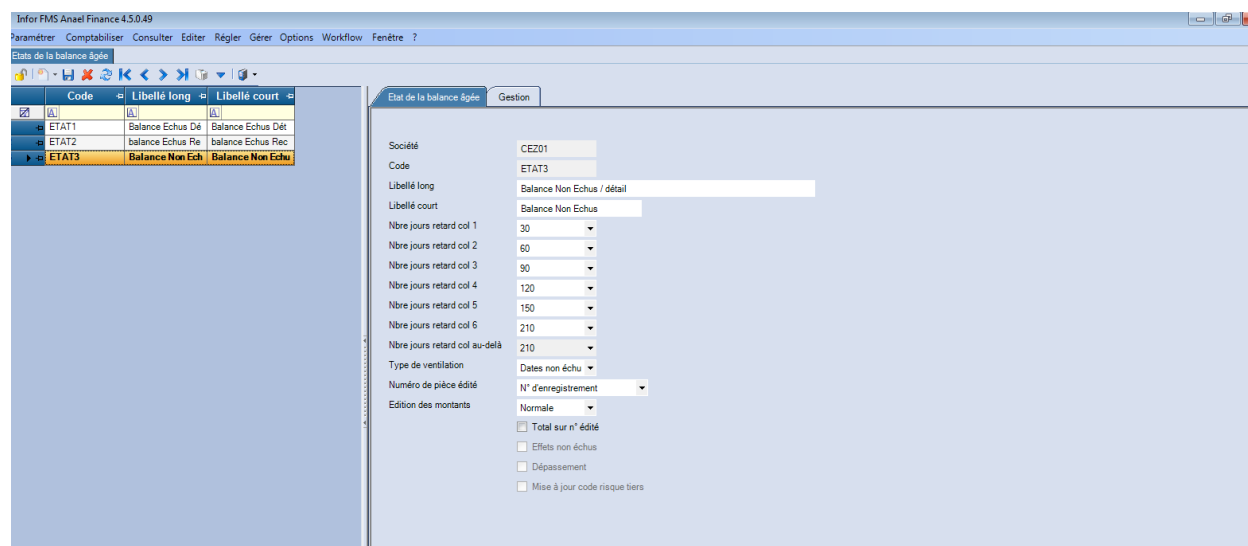 Infor FMS Anael Finance 4.5.0.49
Paramétrer Comptabiliser Consulter Editer Régler Gérer Options Workflow Fenêtre ?
Etats de la balance âgée
Code Libellé long Libellé court
ETAT1 Balance Echus Dé Balance Echus Dét
ETAT2 balance Echus Re balance Echus Rec
ETAT3 Balance Non Ech Balance Non Echu
Etat de la balance âgée Gestion
Société CEZ01
Code ETAT3
Libellé long Balance Non Echus / détail
Libellé court Balance Non Echus
Nbre jours retard col 1 30
Nbre jours retard col 2 60
Nbre jours retard col 3 90
Nbre jours retard col 4 120
Nbre jours retard col 5 150
Nbre jours retard col 6 210
Nbre jours retard col au-delà 210
Type de ventilation Dates non échu
Numéro de pièce édité N° d'enregistrement
Edition des montants Normale
Total sur n° édité
Effets non échus
Dépassement
Mise à jour code risque tiers